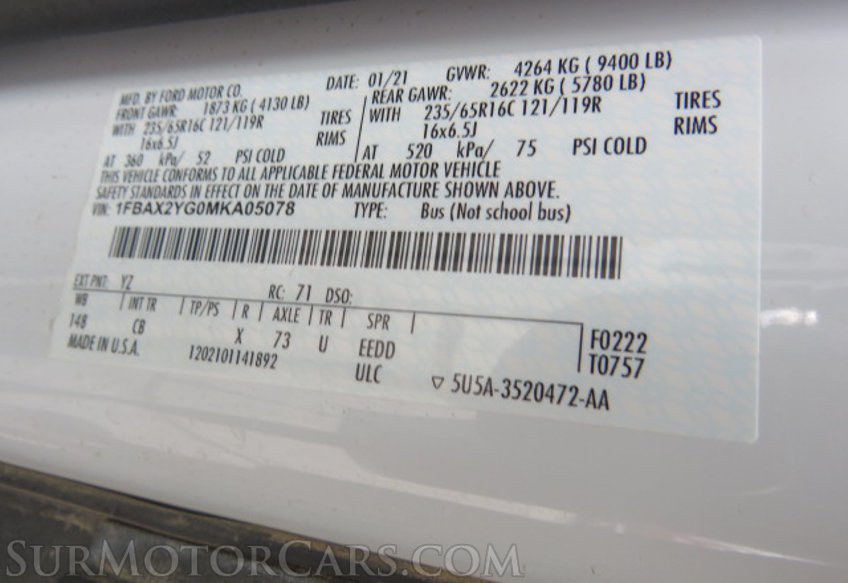 MFD. BY FORD MOTOR CO. DATE: 01/21 GVWR: 4264 KG ( 9400 LB)
FRONT GAWR: 1873 KG ( 4130 LB) REAR GAWR: 2622 KG ( 5780 LB)
WITH 235/65R16C 121/119R TIRES WITH 235/65R16C 121/119R TIRES
16x6.5J RIMS 16x6.5J RIMS
AT 360 kPa/ 52 PSI COLD AT 520 kPa/ 75 PSI COLD
THIS VEHICLE CONFORMS TO ALL APPLICABLE FEDERAL MOTOR VEHICLE
SAFETY STANDARDS IN EFFECT ON THE DATE OF MANUFACTURE SHOWN ABOVE.
VIN: 1FBAX2YG0MKA05078 TYPE: Bus (Not school bus)
EXT PNT: YZ RC: 71 DSO:
WB INT TR TP/PS R AXLE TR SPR
148 CB X 73 U EEDD F0222
MADE IN U.S.A. 1202101141892 ULC T0757
▽ 5U5A-3520472-AA
SurMotorCars.com